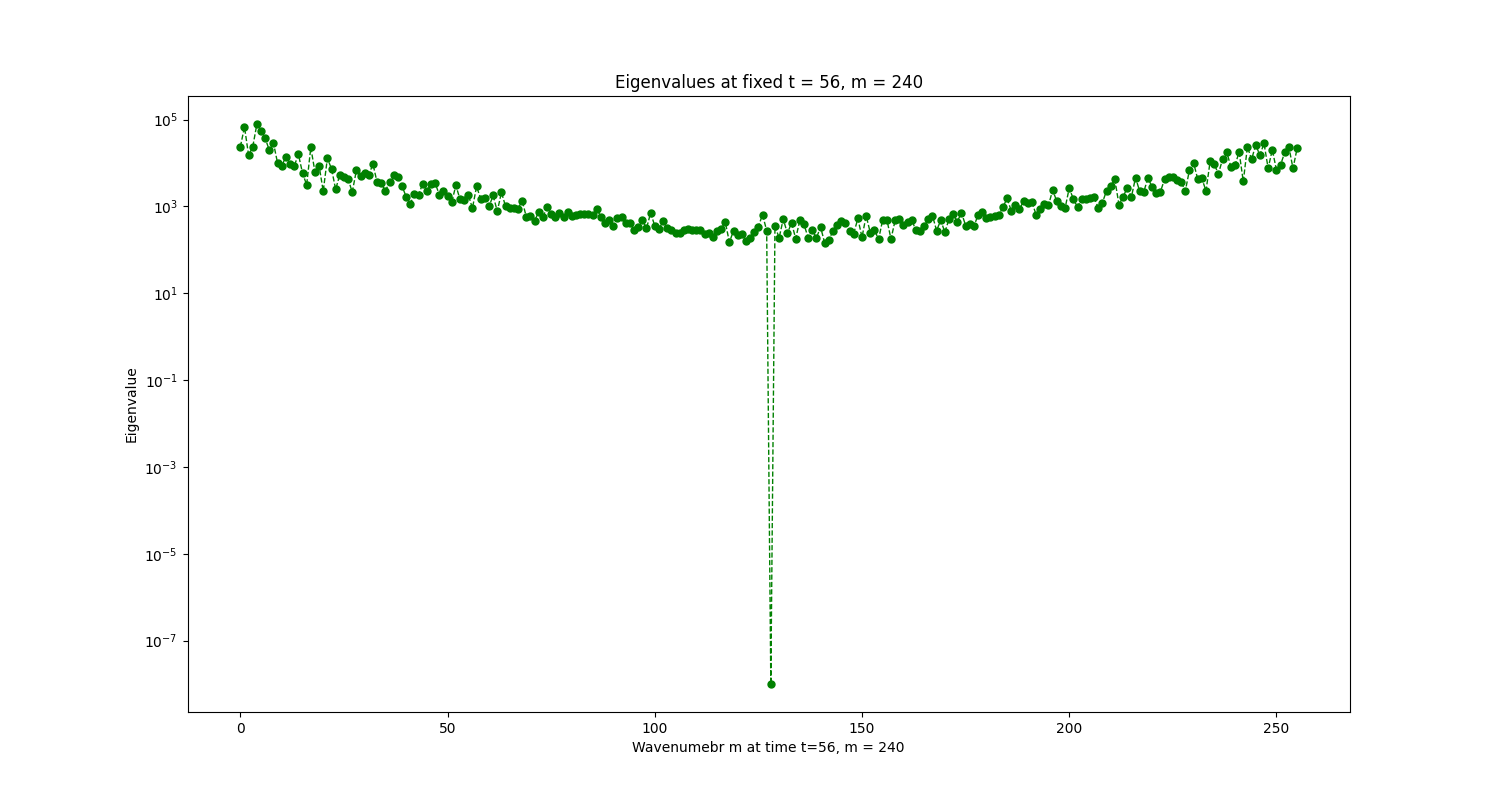 Eigenvalues at fixed t = 56, m = 240
10^5
10^3
10^1
10^-1
10^-3
10^-5
10^-7
Eigenvalue
0 50 100 150 200 250
Wavenumebr m at time t=56, m = 240